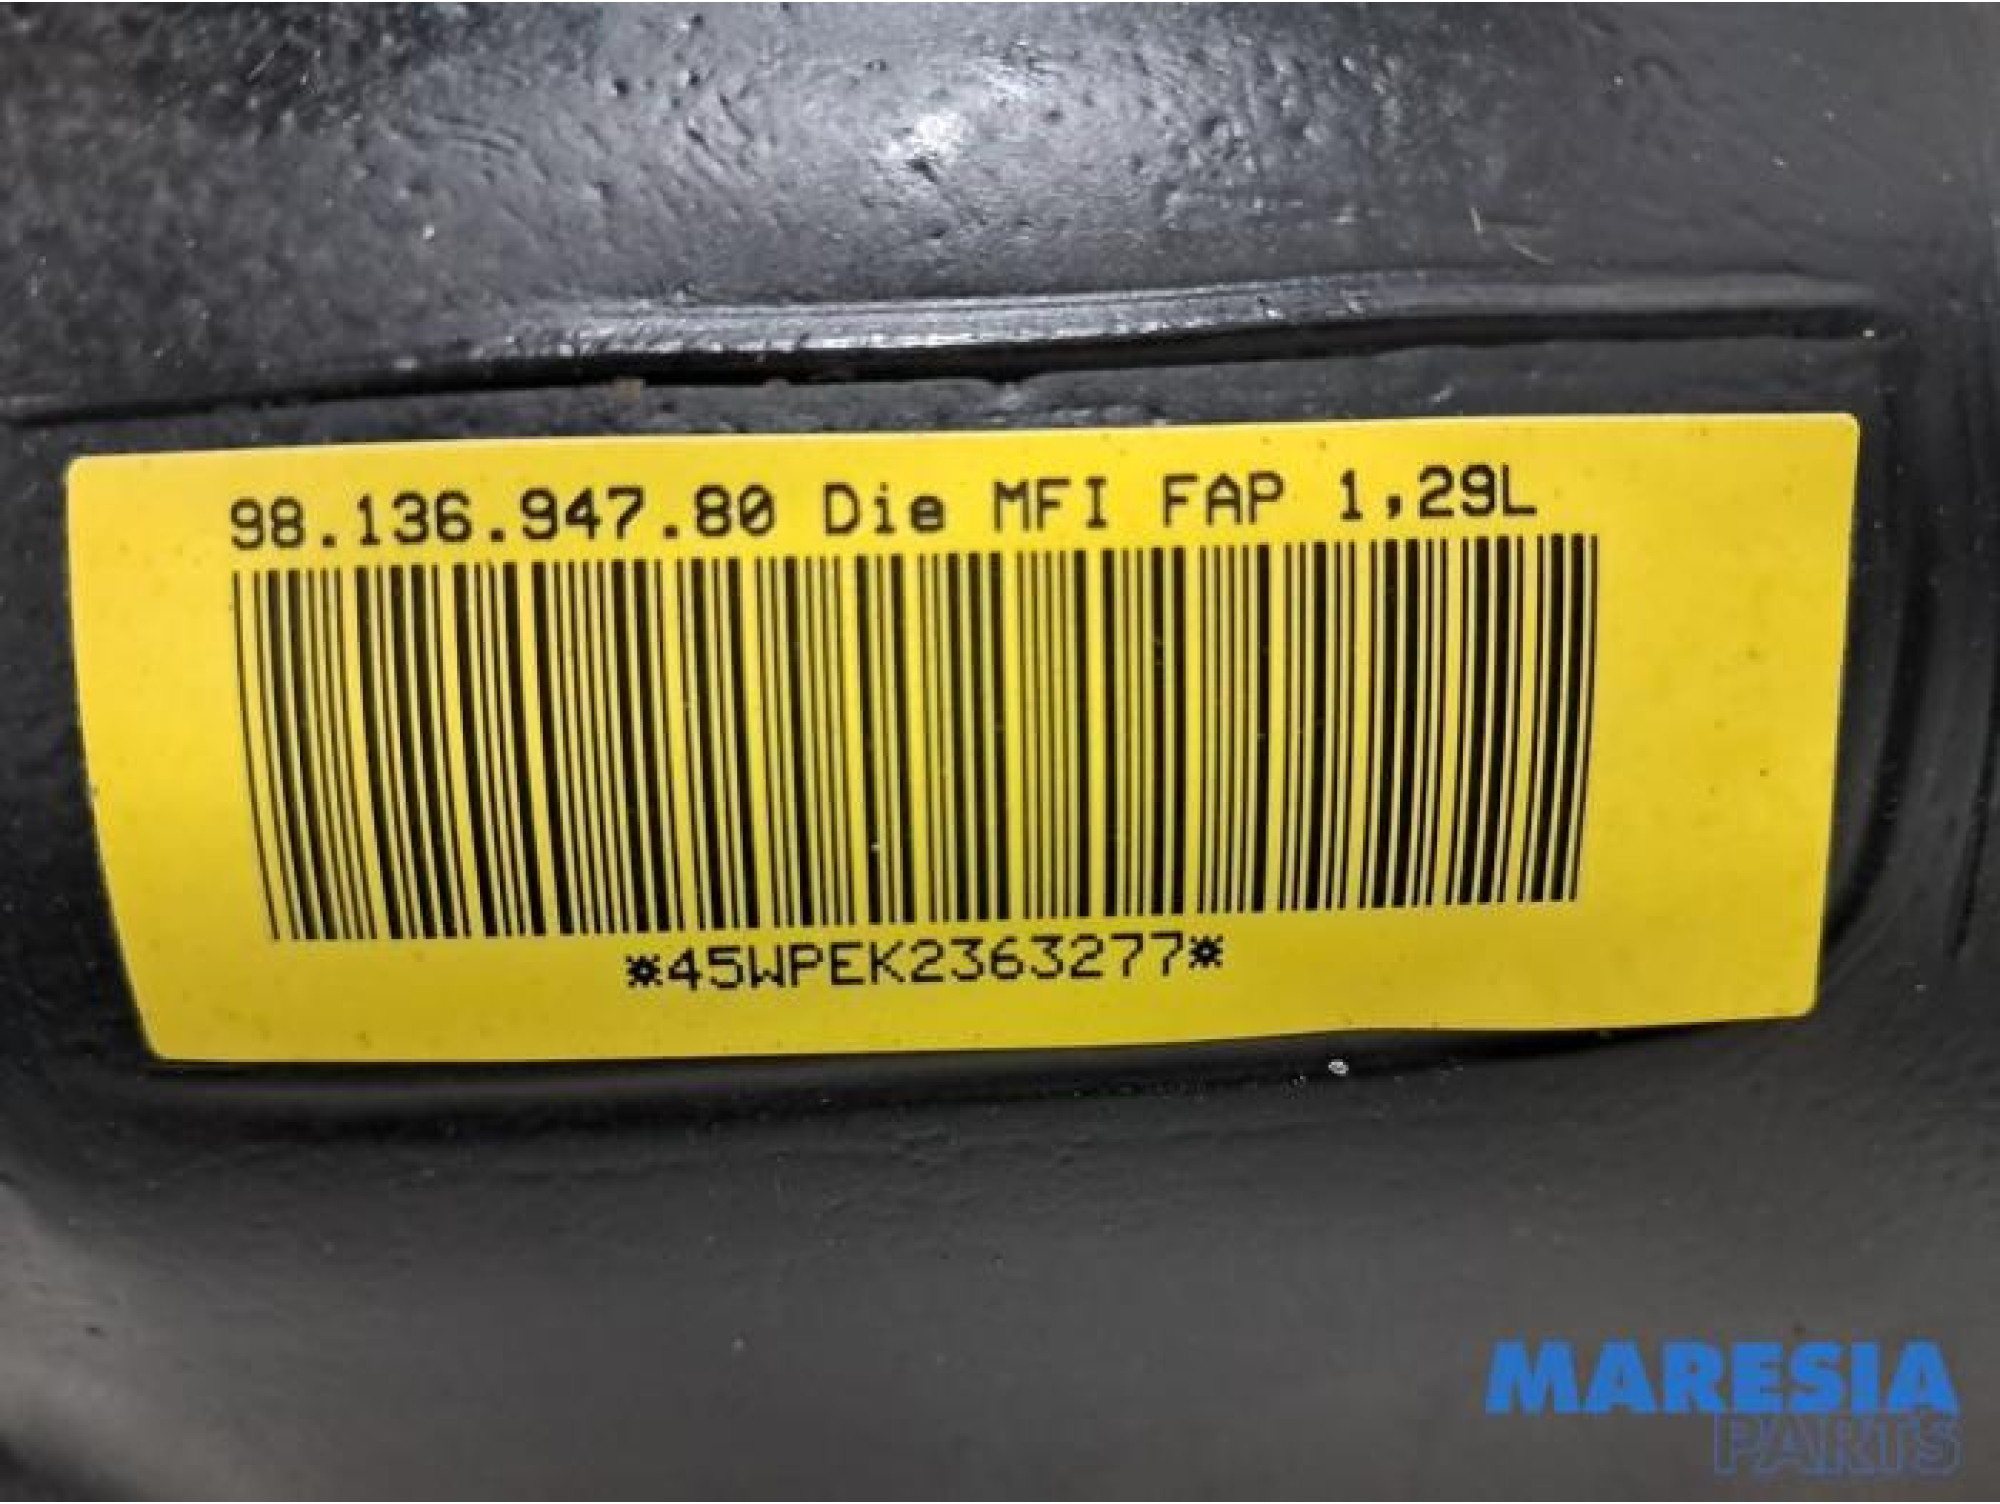 98.136.947.80 Die MFI FAP 1,29L
*45WPEK2363277*
MARESIA
PARTS